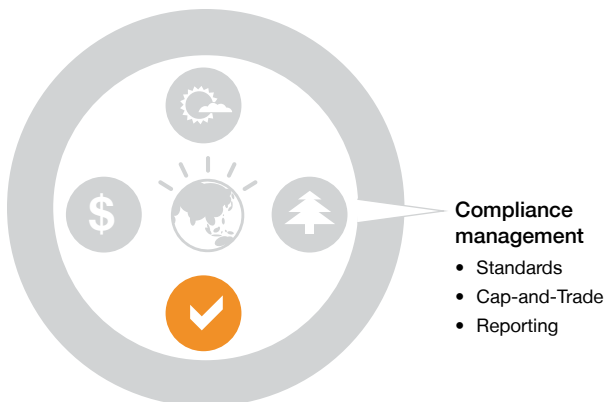 $
Compliance
management
• Standards
• Cap-and-Trade
• Reporting